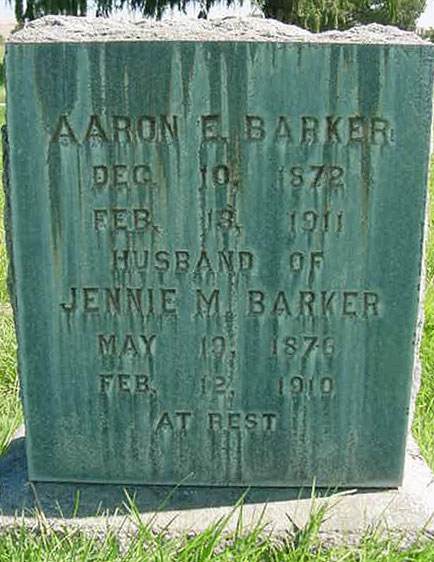 AARON E. BARKER
DEC. 10, 1872
FEB. 13, 1911
HUSBAND OF
JENNIE M. BARKER
MAY 19, 1876
FEB. 12, 1910
AT REST